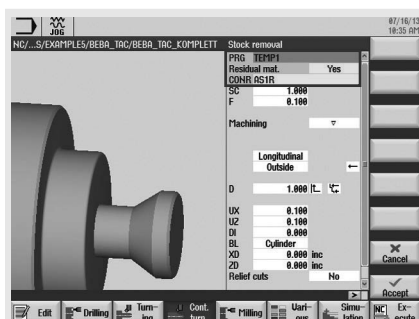 07/16/13
10:35 AM
JOG
NC/...S/EXAMPLES/BEBA_TAC/BEBA_TAC_KOMPLETT
Stock removal
PRG TEMP1
Residual mat. Yes
CONR AS1R
SC 1.000
F 0.100
Machining
Longitudinal
Outside
D 1.000
UX 0.100
UZ 0.100
DI 0.000
BL Cylinder
XD 0.000 inc
ZD 0.000 inc
Relief cuts No
Cancel
Accept
Edit
Drilling
Turn-
ing
Cont.
turn.
Milling
Vari-
ous
Simu-
lation
NC Ex-
ecute